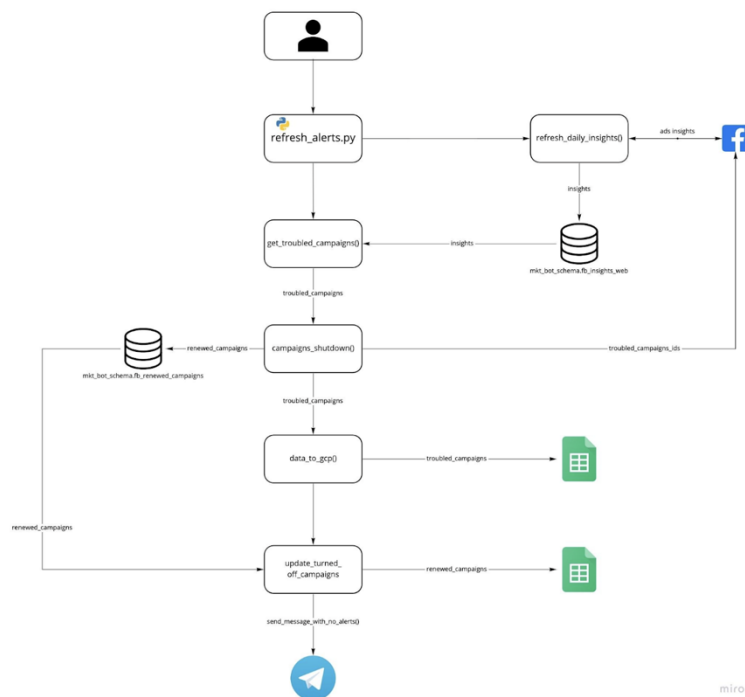 refresh_alerts.py
refresh_daily_insights()
ads insights
insights
get_troubled_campaigns()
insights
mkt_bot_schema.fb_insights_web
troubled_campaigns
renewed_campaigns
campaigns_shutdown()
troubled_campaigns_ids
mkt_bot_schema.fb_renewed_campaigns
troubled_campaigns
data_to_gcp()
troubled_campaigns
renewed_campaigns
update_turned_
off_campaigns
renewed_campaigns
send_message_with_no_alerts()
miro